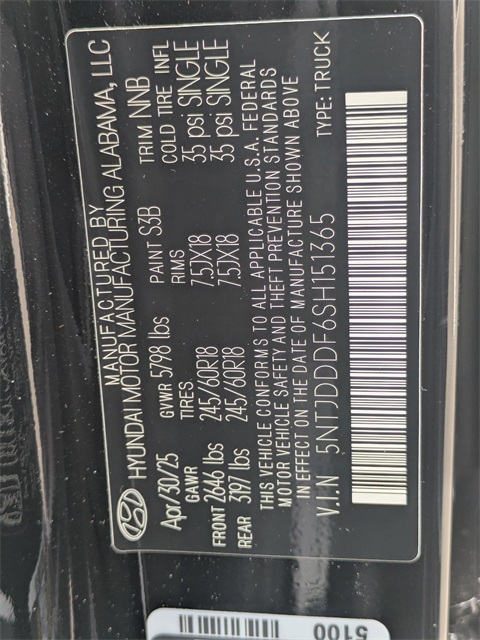 MANUFACTURED BY
HYUNDAI MOTOR MANUFACTURING ALABAMA, LLC
Apr/30/25 GVWR 5798 lbs PAINT S3B TRIM NNB
GAWR TIRES RIMS COLD TIRE INFL
FRONT 2646 lbs 245/60R18 7.5JX18 35 psi SINGLE
REAR 3197 lbs 245/60R18 7.5JX18 35 psi SINGLE
THIS VEHICLE CONFORMS TO ALL APPLICABLE U.S.A. FEDERAL
MOTOR VEHICLE SAFETY AND THEFT PREVENTION STANDARDS
IN EFFECT ON THE DATE OF MANUFACTURE SHOWN ABOVE
V.I.N 5NTJDDDF6SH151365 TYPE: TRUCK
5100